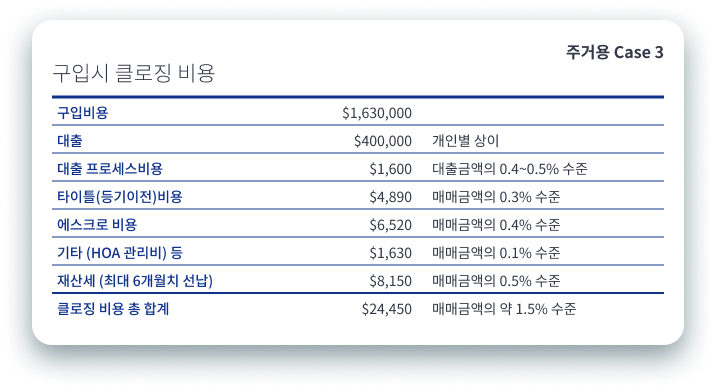 주거용 Case 3
구입시 클로징 비용
구입비용 $1,630,000
대출 $400,000 개인별 상이
대출 프로세스비용 $1,600 대출금액의 0.4~0.5% 수준
타이틀(등기이전)비용 $4,890 매매금액의 0.3% 수준
에스크로 비용 $6,520 매매금액의 0.4% 수준
기타 (HOA 관리비) 등 $1,630 매매금액의 0.1% 수준
재산세 (최대 6개월치 선납) $8,150 매매금액의 0.5% 수준
클로징 비용 총 합계 $24,450 매매금액의 약 1.5% 수준